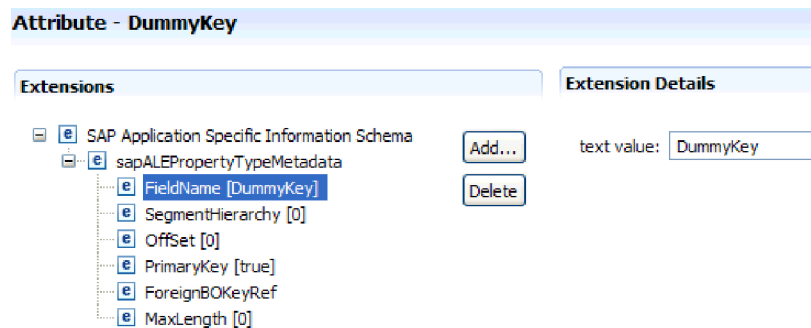 Attribute - DummyKey
Extensions
SAP Application Specific Information Schema
sapALEPropertyTypeMetadata
FieldName [DummyKey]
SegmentHierarchy [0]
OffSet [0]
PrimaryKey [true]
ForeignBOKeyRef
MaxLength [0]
Add...
Delete
Extension Details
text value: DummyKey